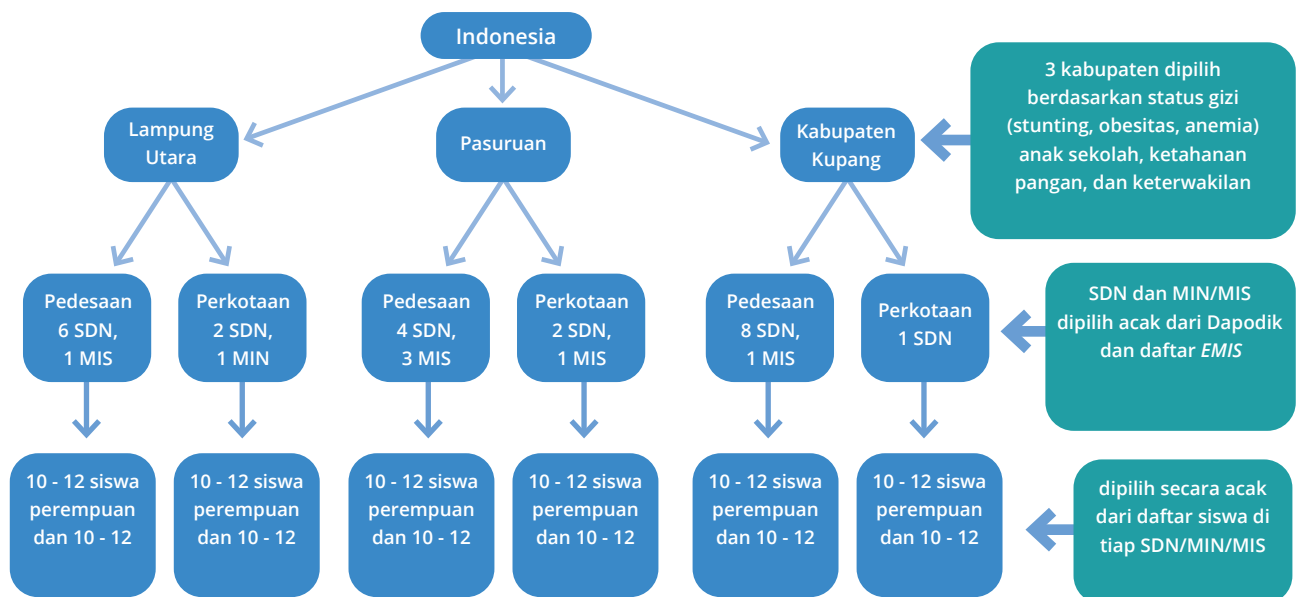 Indonesia
3 kabupaten dipilih
berdasarkan status gizi
(stunting, obesitas, anemia)
anak sekolah, ketahanan
pangan, dan keterwakilan
Lampung
Utara
Pasuruan
Kabupaten
Kupang
Pedesaan
6 SDN,
1 MIS
Perkotaan
2 SDN,
1 MIN
Pedesaan
4 SDN,
3 MIS
Perkotaan
2 SDN,
1 MIS
Pedesaan
8 SDN,
1 MIS
Perkotaan
1 SDN
SDN dan MIN/MIS
dipilih acak dari Dapodik
dan daftar EMIS
10 - 12 siswa
perempuan
dan 10 - 12
10 - 12 siswa
perempuan
dan 10 - 12
10 - 12 siswa
perempuan
dan 10 - 12
10 - 12 siswa
perempuan
dan 10 - 12
10 - 12 siswa
perempuan
dan 10 - 12
10 - 12 siswa
perempuan
dan 10 - 12
dipilih secara acak
dari daftar siswa di
tiap SDN/MIN/MIS